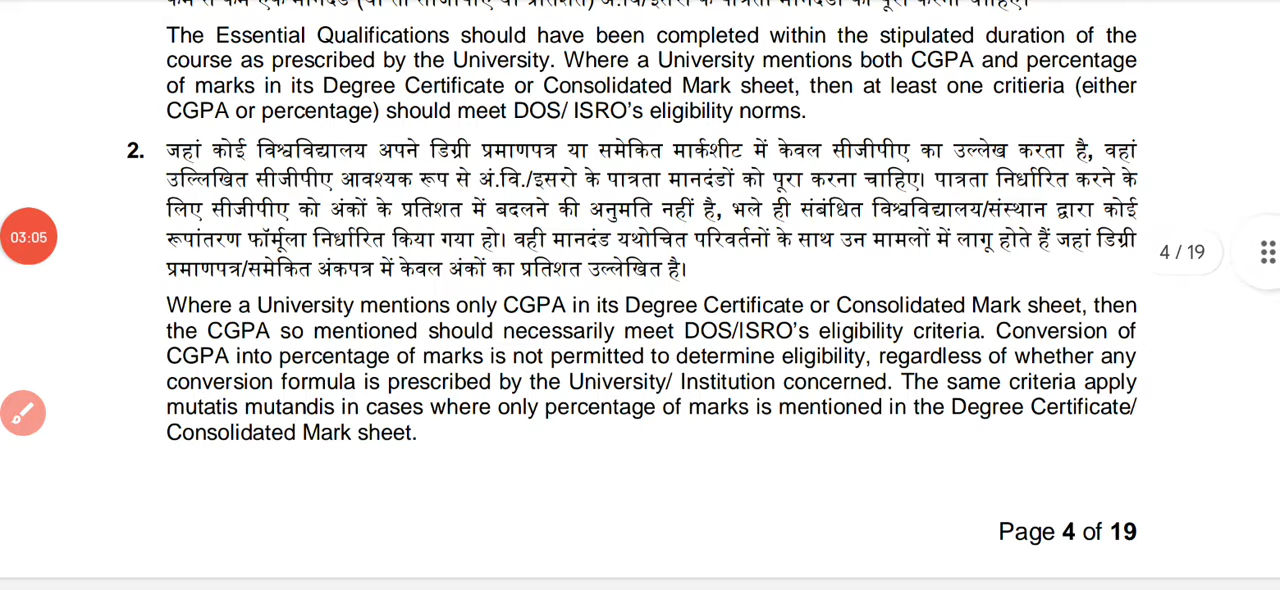 The Essential Qualifications should have been completed within the stipulated duration of the
course as prescribed by the University. Where a University mentions both CGPA and percentage
of marks in its Degree Certificate or Consolidated Mark sheet, then at least one critieria (either
CGPA or percentage) should meet DOS/ ISRO's eligibility norms.
2. जहां कोई विश्वविद्यालय अपने डिग्री प्रमाणपत्र या समेकित मार्कशीट में केवल सीजीपीए का उल्लेख करता है, वहां
उल्लिखित सीजीपीए आवश्यक रूप से अं.वि./इसरो के पात्रता मानदंडों को पूरा करना चाहिए। पात्रता निर्धारित करने के
लिए सीजीपीए को अंकों के प्रतिशत में बदलने की अनुमति नहीं है, भले ही संबंधित विश्वविद्यालय/संस्थान द्वारा कोई
03:05
रूपांतरण फॉर्मूला निर्धारित किया गया हो। वही मानदंड यथोचित परिवर्तनों के साथ उन मामलों में लागू होते हैं जहां डिग्री
4 / 19
प्रमाणपत्र/समेकित अंकपत्र में केवल अंकों का प्रतिशत उल्लेखित है।
Where a University mentions only CGPA in its Degree Certificate or Consolidated Mark sheet, then
the CGPA so mentioned should necessarily meet DOS/ISRO's eligibility criteria. Conversion of
CGPA into percentage of marks is not permitted to determine eligibility, regardless of whether any
conversion formula is prescribed by the University/ Institution concerned. The same criteria apply
mutatis mutandis in cases where only percentage of marks is mentioned in the Degree Certificate/
Consolidated Mark sheet.
Page 4 of 19